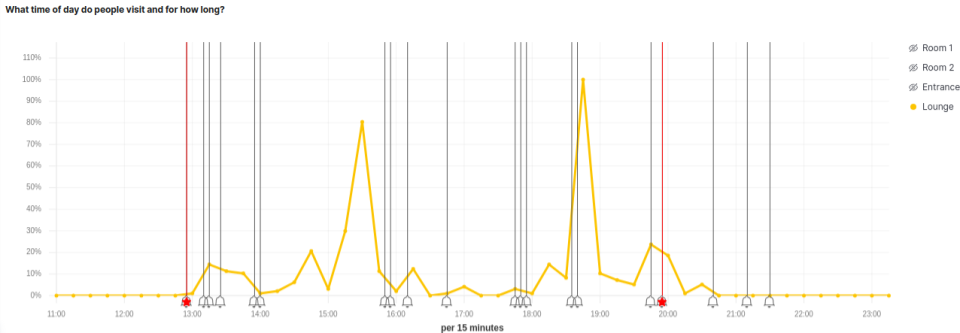 What time of day do people visit and for how long?
110%
100%
90%
80%
70%
60%
50%
40%
30%
20%
10%
0%
11:00 12:00 13:00 14:00 15:00 16:00 17:00 18:00 19:00 20:00 21:00 22:00 23:00
per 15 minutes
Room 1
Room 2
Entrance
Lounge